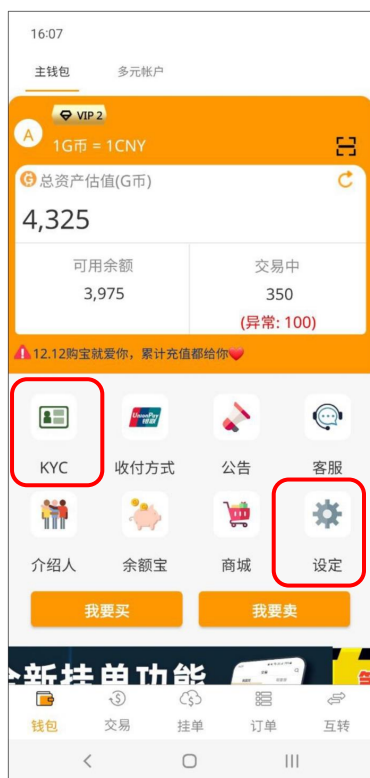 16:07
主钱包 多元帐户
VIP 2
A
1G币 = 1CNY
G 总资产估值(G币)
4,325
可用余额 交易中
3,975 350
(异常: 100)
12.12购宝就爱你，累计充值都给你
UnionPay
银联
KYC 收付方式 公告 客服
介绍人 余额宝 商城 设定
我要买 我要卖
全新挂单功能
钱包 交易 挂单 订单 互转